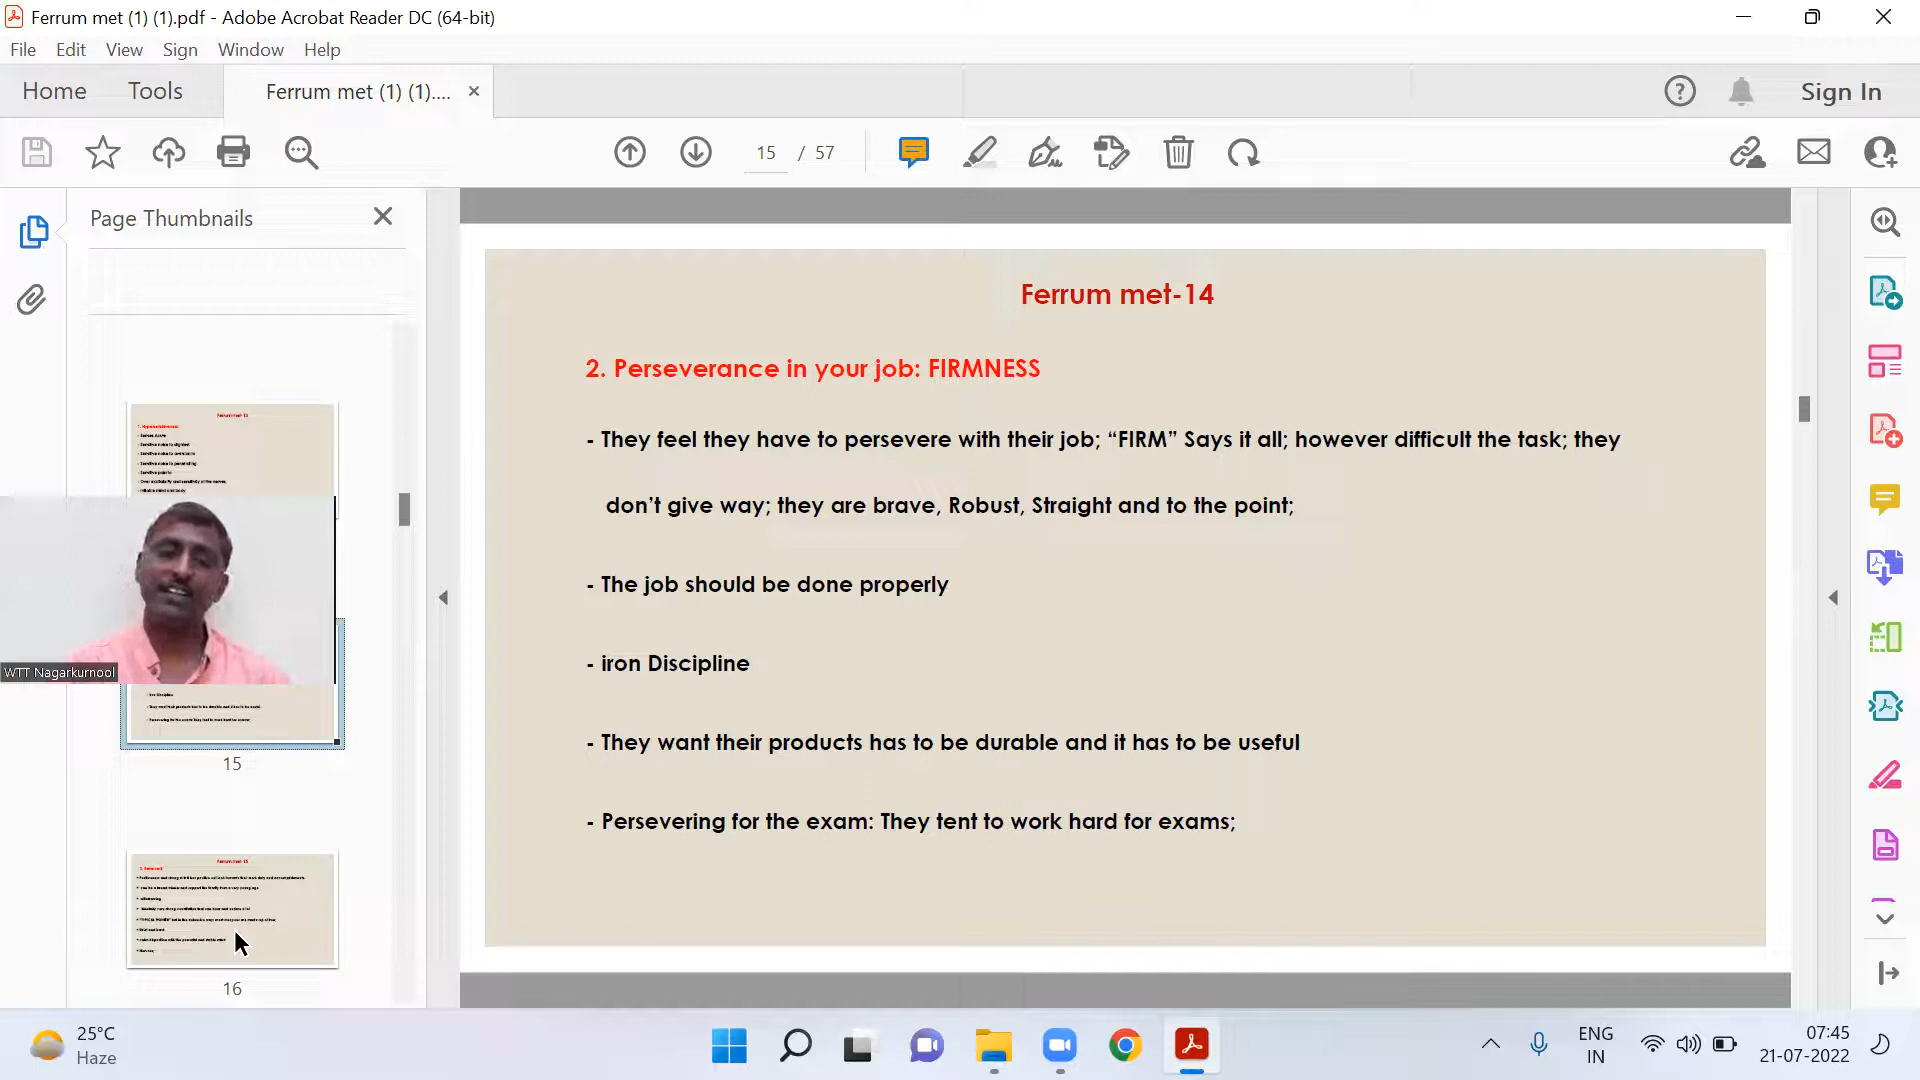 Ferrum met (1) (1).pdf - Adobe Acrobat Reader DC (64-bit)
File Edit View Sign Window Help
Home Tools Ferrum met (1) (1)....
Sign In
15 / 57
Page Thumbnails
Ferrum met-14
2. Perseverance in your job: FIRMNESS
- They feel they have to persevere with their job; “FIRM” Says it all; however difficult the task; they
don’t give way; they are brave, Robust, Straight and to the point;
- The job should be done properly
- iron Discipline
- They want their products has to be durable and it has to be useful
- Persevering for the exam: They tent to work hard for exams;
WTT Nagarkurnool
15
16
25°C
Haze
ENG
IN
07:45
21-07-2022